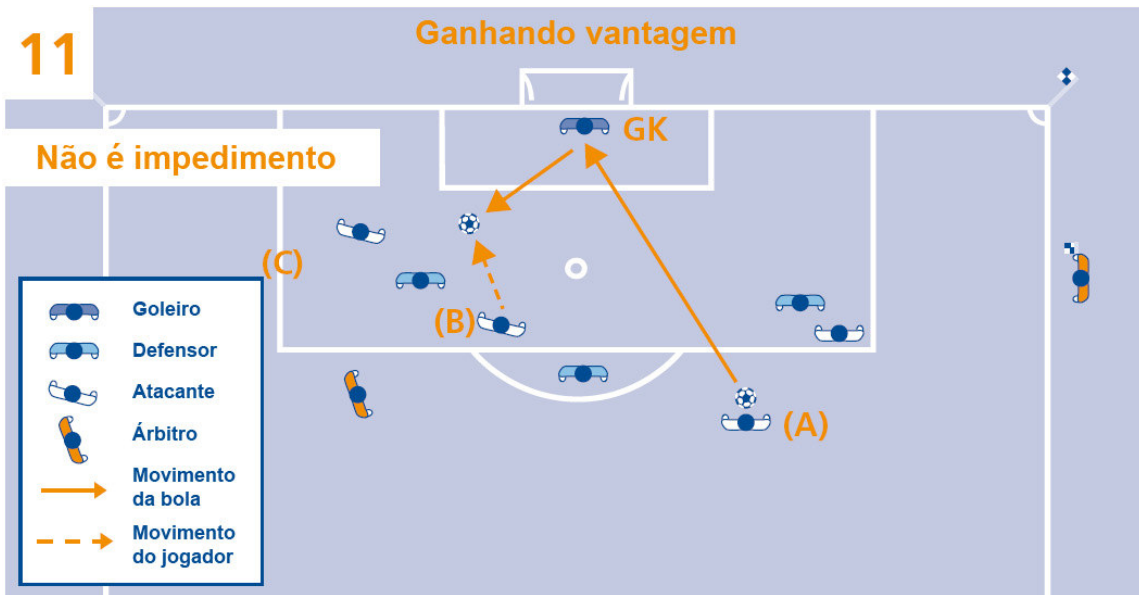 11
Ganhando vantagem
GK
Não é impedimento
(C)
(B)
(A)
Goleiro
Defensor
Atacante
Árbitro
Movimento
da bola
Movimento
do jogador